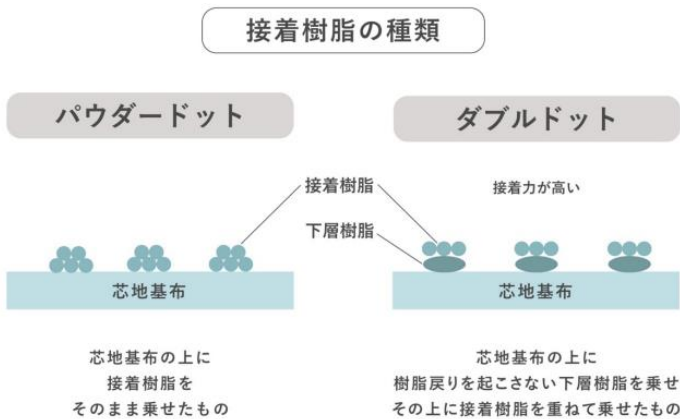 接着樹脂の種類
パウダードット
ダブルドット
接着樹脂
接着力が高い
下層樹脂
芯地基布
芯地基布
芯地基布の上に
接着樹脂を
そのまま乗せたもの
芯地基布の上に
樹脂戻りを起こさない下層樹脂を乗せ
その上に接着樹脂を重ねて乗せたもの